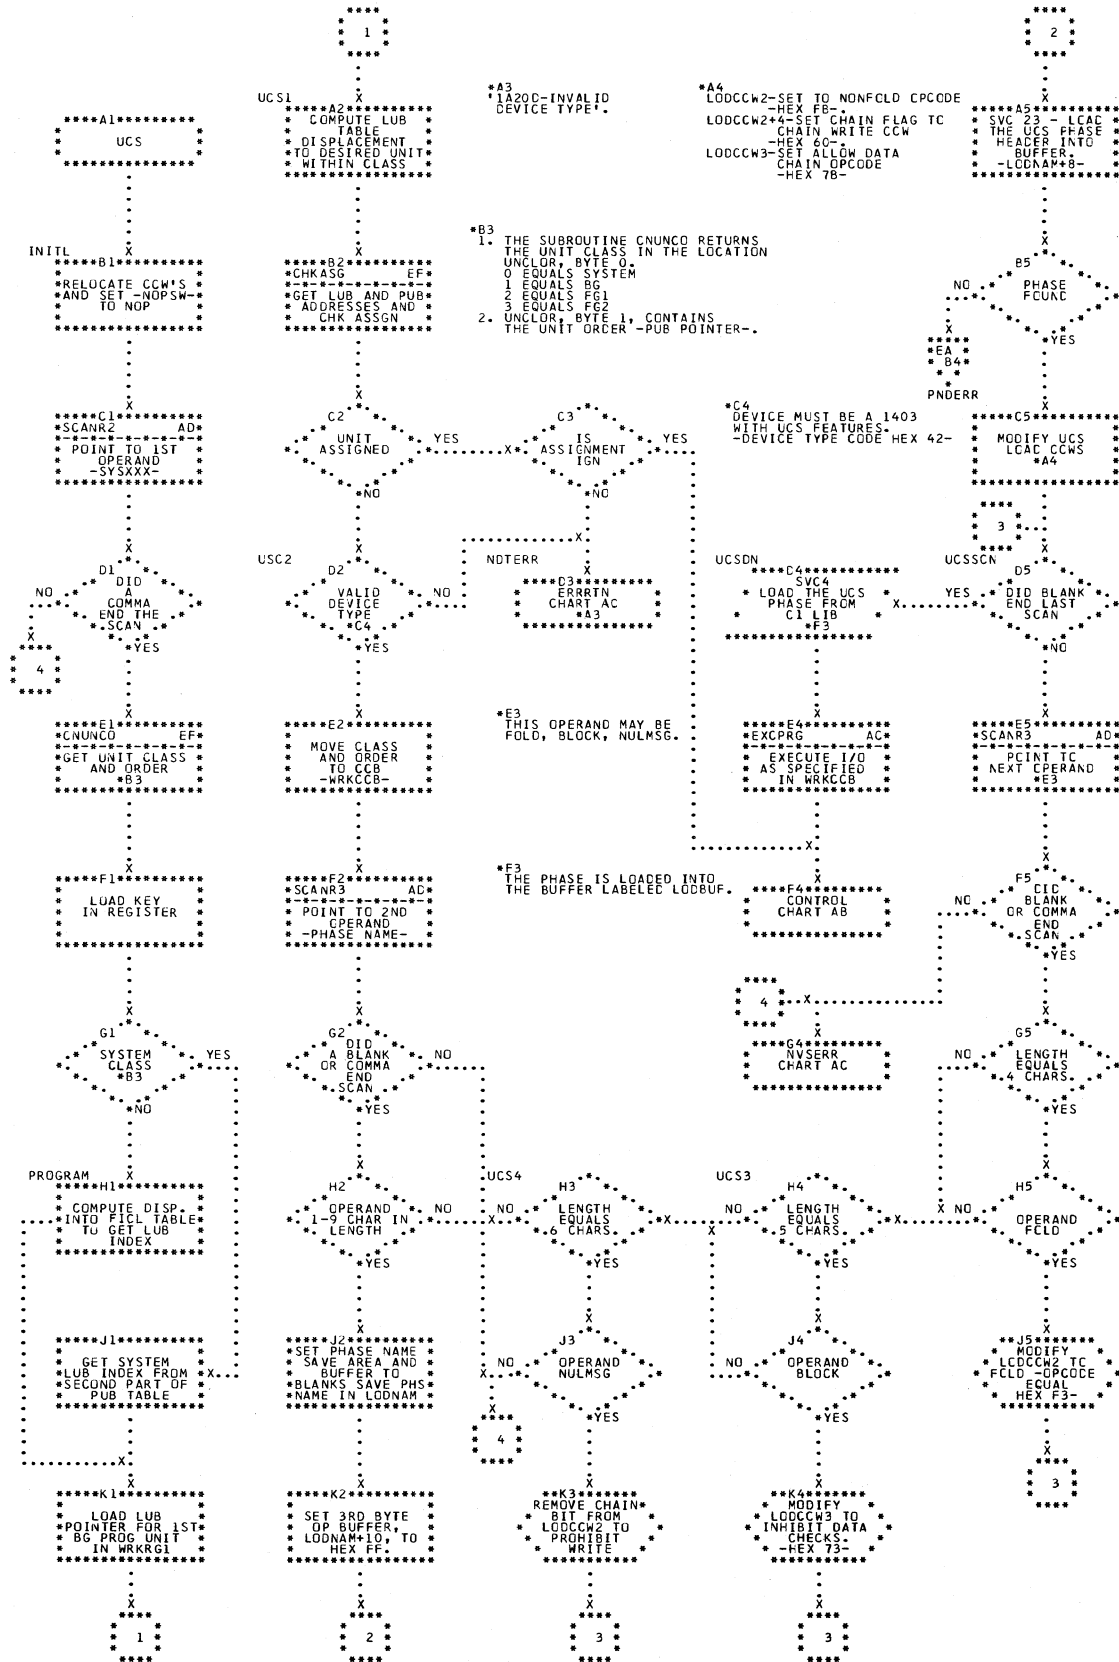 1
2
UCS1
*A3
'1A20D-INVALID
DEVICE TYPE'.
*A4
LODCCW2-SET TO NONFOLD OPCODE
-HEX FB-.
LODCCW2+4-SET CHAIN FLAG TO
CHAIN WRITE CCW
-HEX 60-.
LODCCW3-SET ALLOW DATA
CHAIN OPCODE
-HEX 7B-
*****A1**********
UCS
*****A2**********
COMPUTE LUB
TABLE
DISPLACEMENT
TO DESIRED UNIT
WITHIN CLASS
*****A5**********
SVC 23 - LOAD
THE UCS PHASE
HEADER INTO
BUFFER.
-LODNAM+8-
INITL
*****B1**********
RELOCATE CCW'S
AND SET -NOPSW-
TO NOP
*****B2**********
*CHKASG EF*
GET LUB AND PUB
ADDRESSES AND
CHK ASSGN
*B3
1. THE SUBROUTINE CNUNCO RETURNS
THE UNIT CLASS IN THE LOCATION
UNCLOR, BYTE 0.
0 EQUALS SYSTEM
1 EQUALS BG
2 EQUALS FG1
3 EQUALS FG2
2. UNCLOR, BYTE 1, CONTAINS
THE UNIT ORDER -PUB POINTER-.
B5
PHASE
FOUND
NO
YES
*EA
B4*
PNDERR
*****C1**********
*SCANR2 AD*
POINT TO 1ST
OPERAND
-SYSXXX-
C2
UNIT
ASSIGNED
YES
NO
C3
IS
ASSIGNMENT
IGN
YES
NO
*C4
DEVICE MUST BE A 1403
WITH UCS FEATURES.
-DEVICE TYPE CODE HEX 42-
*****C5**********
MODIFY UCS
LOAD CCWS
*A4
3
D1
DID
A
COMMA
END THE
SCAN
NO
YES
4
USC2
D2
VALID
DEVICE
TYPE
*C4
NO
YES
NDTERR
*****D3**********
ERRRTN
CHART AC
*A3
UCSDN
*****D4**********
SVC4
LOAD THE UCS
PHASE FROM
C1 LIB
*F3
UCSSCN
D5
DID BLANK
END LAST
SCAN
YES
NO
*****E1**********
*CNUNCO EF*
GET UNIT CLASS
AND ORDER
*B3
*****E2**********
MOVE CLASS
AND ORDER
TO CCB
-WRKCCB-
*E3
THIS OPERAND MAY BE
FOLD, BLOCK, NULMSG.
*****E4**********
*EXCPRG AC*
EXECUTE I/O
AS SPECIFIED
IN WRKCCB
*****E5**********
*SCANR3 AD*
POINT TO
NEXT OPERAND
*E3
*****F1**********
LOAD KEY
IN REGISTER
*****F2**********
*SCANR3 AD*
POINT TO 2ND
OPERAND
-PHASE NAME-
*F3
THE PHASE IS LOADED INTO
THE BUFFER LABELED LODBUF.
*****F4**********
CONTROL
CHART AB
F5
DID
BLANK
OR COMMA
END
SCAN
NO
YES
4
*****G4**********
NVSERR
CHART AC
G1
SYSTEM
CLASS
*B3
YES
NO
G2
DID
A BLANK
OR COMMA
END
SCAN
NO
YES
G5
LENGTH
EQUALS
4 CHARS.
NO
YES
PROGRAM
*****H1**********
COMPUTE DISP.
INTO FICL TABLE
TO GET LUB
INDEX
H2
OPERAND
1-9 CHAR IN
LENGTH
NO
YES
UCS4
H3
LENGTH
EQUALS
6 CHARS.
NO
YES
UCS3
H4
LENGTH
EQUALS
5 CHARS.
NO
YES
H5
OPERAND
FOLD
NO
YES
*****J1**********
GET SYSTEM
LUB INDEX FROM
SECOND PART OF
PUB TABLE
*****J2**********
SET PHASE NAME
SAVE AREA AND
BUFFER TO
BLANKS SAVE PHS
NAME IN LODNAM
J3
OPERAND
NULMSG
NO
YES
4
J4
OPERAND
BLOCK
NO
YES
*****J5**********
MODIFY
LODCCW2 TO
FOLD -OPCODE
EQUAL
HEX F3-
3
*****K1**********
LOAD LUB
POINTER FOR 1ST
BG PROG UNIT
IN WRKRG1
*****K2**********
SET 3RD BYTE
OP BUFFER,
LODNAM+10, TO
HEX FF.
*****K3**********
REMOVE CHAIN
BIT FROM
LODCCW2 TO
PROHIBIT
WRITE
*****K4**********
MODIFY
LODCCW3 TO
INHIBIT DATA
CHECKS.
-HEX 73-
1
2
3
3